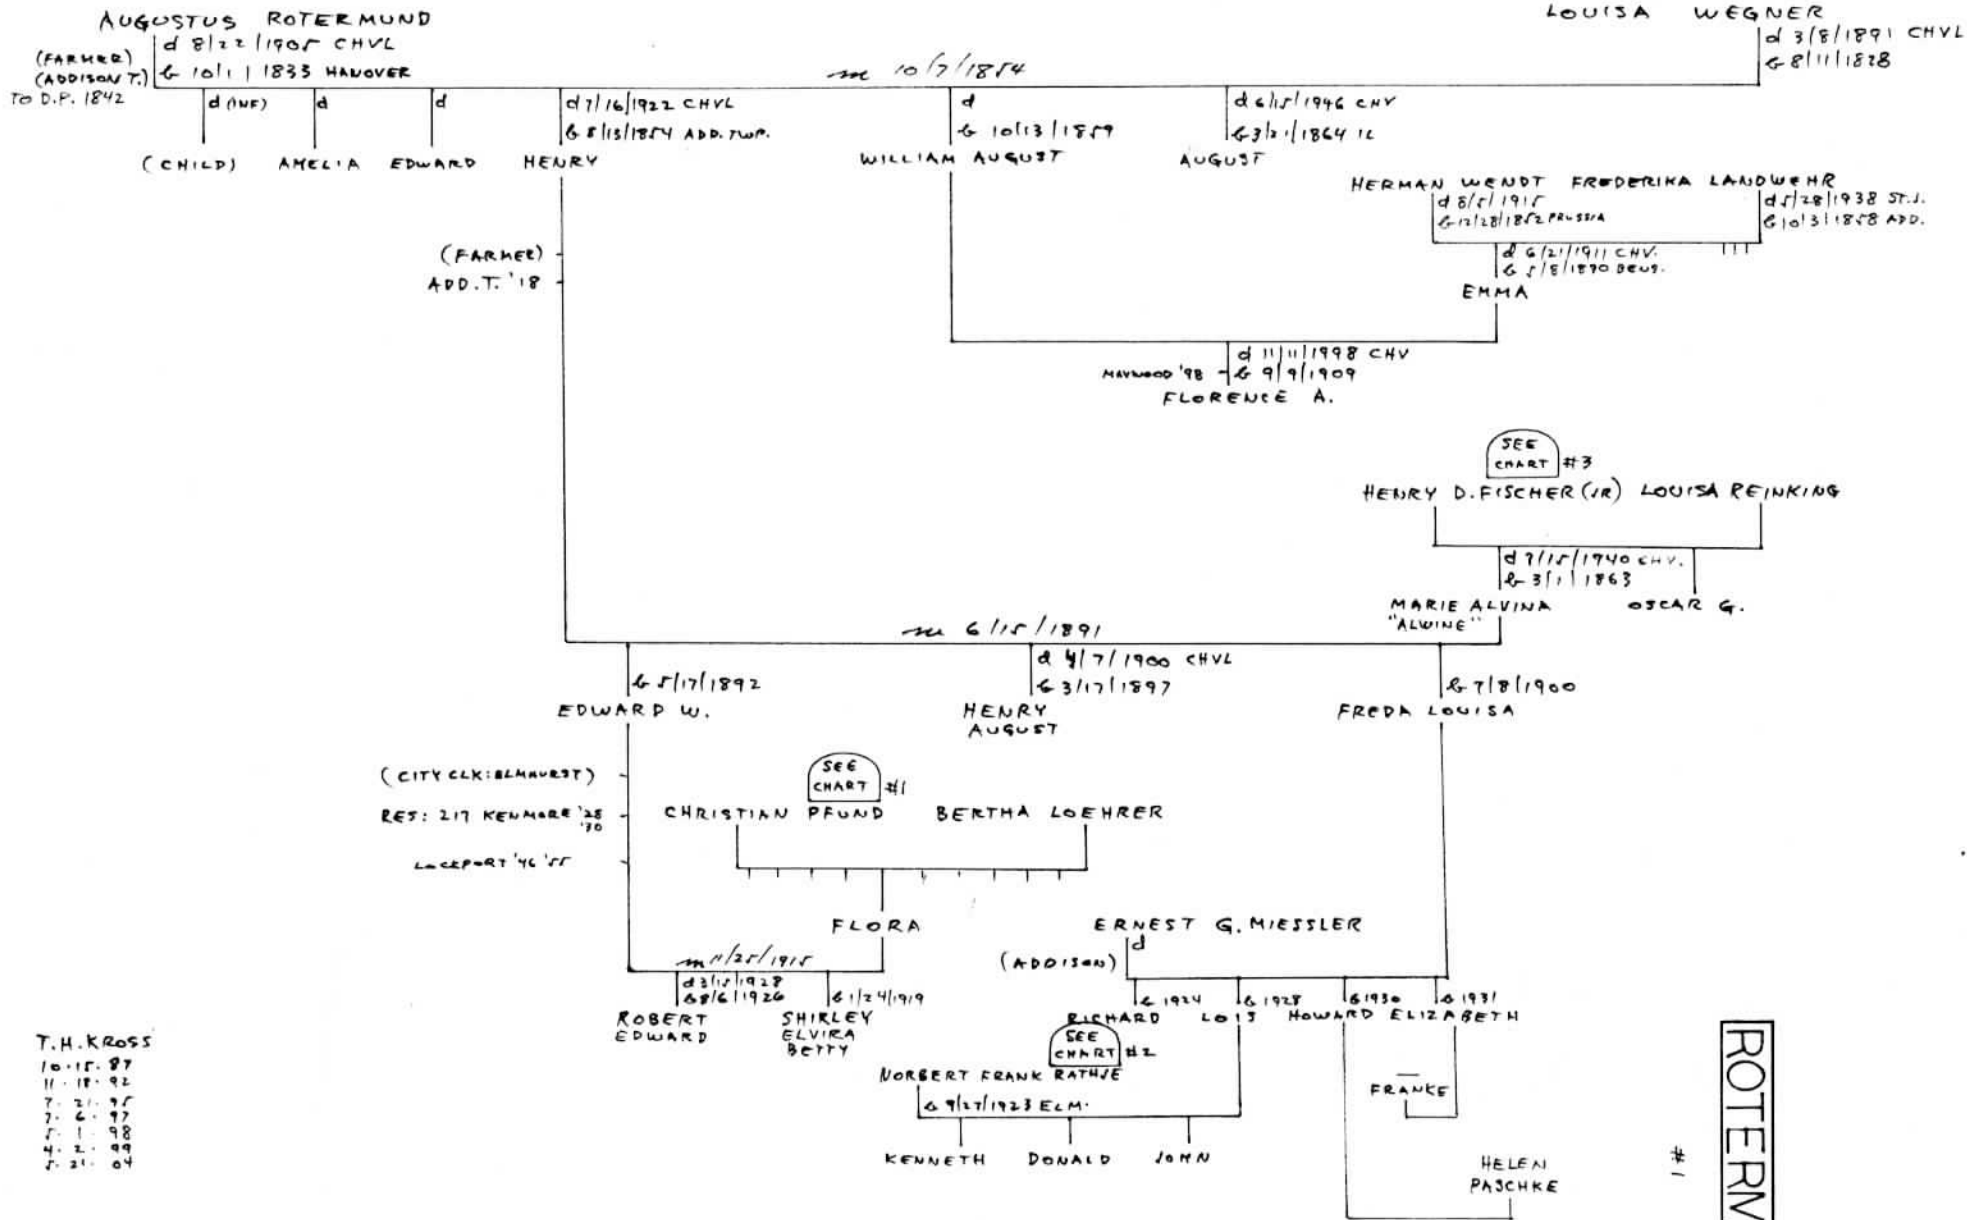 AUGUSTUS ROTERMUND
LOUISA WEGNER
(FARMER)
(ADDISON T.)
TO D.P. 1842
d 8/22/1905 CHVL
b 10/1/1833 HANOVER
m 10/7/1854
d 3/8/1891 CHVL
b 8/11/1828
d (INF)
(CHILD)
d
AMELIA
d
EDWARD
d 7/16/1922 CHVL
b 5/13/1854 ADD. TWP.
HENRY
d
b 10/13/1859
WILLIAM AUGUST
d 6/15/1946 CHV
b 3/21/1864 IL
AUGUST
HERMAN WENDT FREDERIKA LANDWEHR
d 8/5/1915
b 12/28/1852 PRUSSIA
d 5/28/1938 ST.J.
b 10/3/1858 ADD.
(FARMER)
ADD. T. '18
d 6/21/1911 CHV.
b 5/8/1890 BENS.
EMMA
MAYWOOD '98
d 11/11/1998 CHV
b 9/9/1909
FLORENCE A.
SEE
CHART #3
HENRY D. FISCHER (JR) LOUISA REINKING
d 7/15/1940 CHV.
b 3/1/1863
MARIE ALVINA
"ALWINE"
OSCAR G.
m 6/15/1891
b 5/17/1892
EDWARD W.
d 4/7/1900 CHVL
b 3/17/1897
HENRY
AUGUST
b 7/8/1900
FREDA LOUISA
(CITY CLK: ELMHURST)
RES: 217 KENMORE '28
'30
LOCKPORT '46 '55
SEE
CHART #1
CHRISTIAN PFUND BERTHA LOEHRER
FLORA
m 11/25/1915
d 3/15/1928
b 8/6/1926
ROBERT
EDWARD
b 1/24/1919
SHIRLEY
ELVIRA
BETTY
ERNEST G. MIESSLER
d
(ADDISON)
b 1924
RICHARD
b 1928
LOIS
b 1930
HOWARD
b 1931
ELIZABETH
SEE
CHART #2
NORBERT FRANK RATHJE
b 9/27/1923 ELM.
KENNETH DONALD JOHN
FRANKE
HELEN
PASCHKE
T.H. KROSS
10.15.87
11.18.92
7.21.95
7.6.97
5.1.98
4.2.99
5.21.04
#1
ROTERM